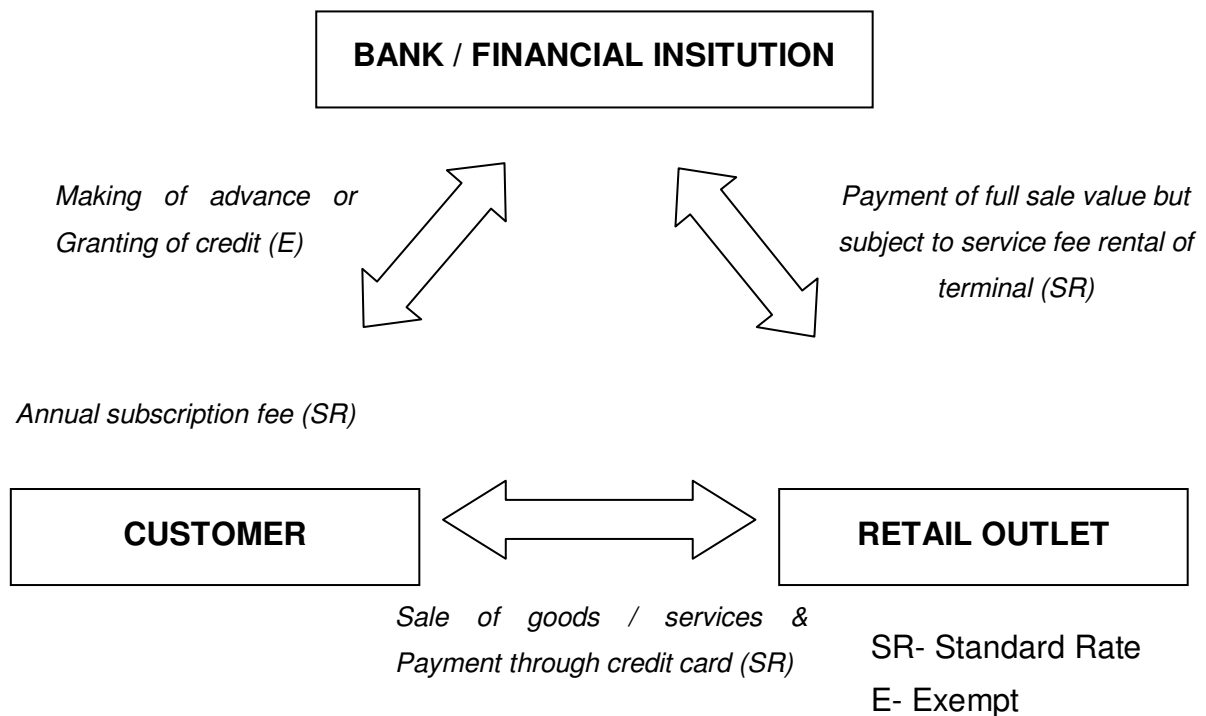 BANK / FINANCIAL INSITUTION
Making of advance or
Granting of credit (E)
Payment of full sale value but
subject to service fee rental of
terminal (SR)
Annual subscription fee (SR)
CUSTOMER
RETAIL OUTLET
Sale of goods / services &
Payment through credit card (SR)
SR- Standard Rate
E- Exempt